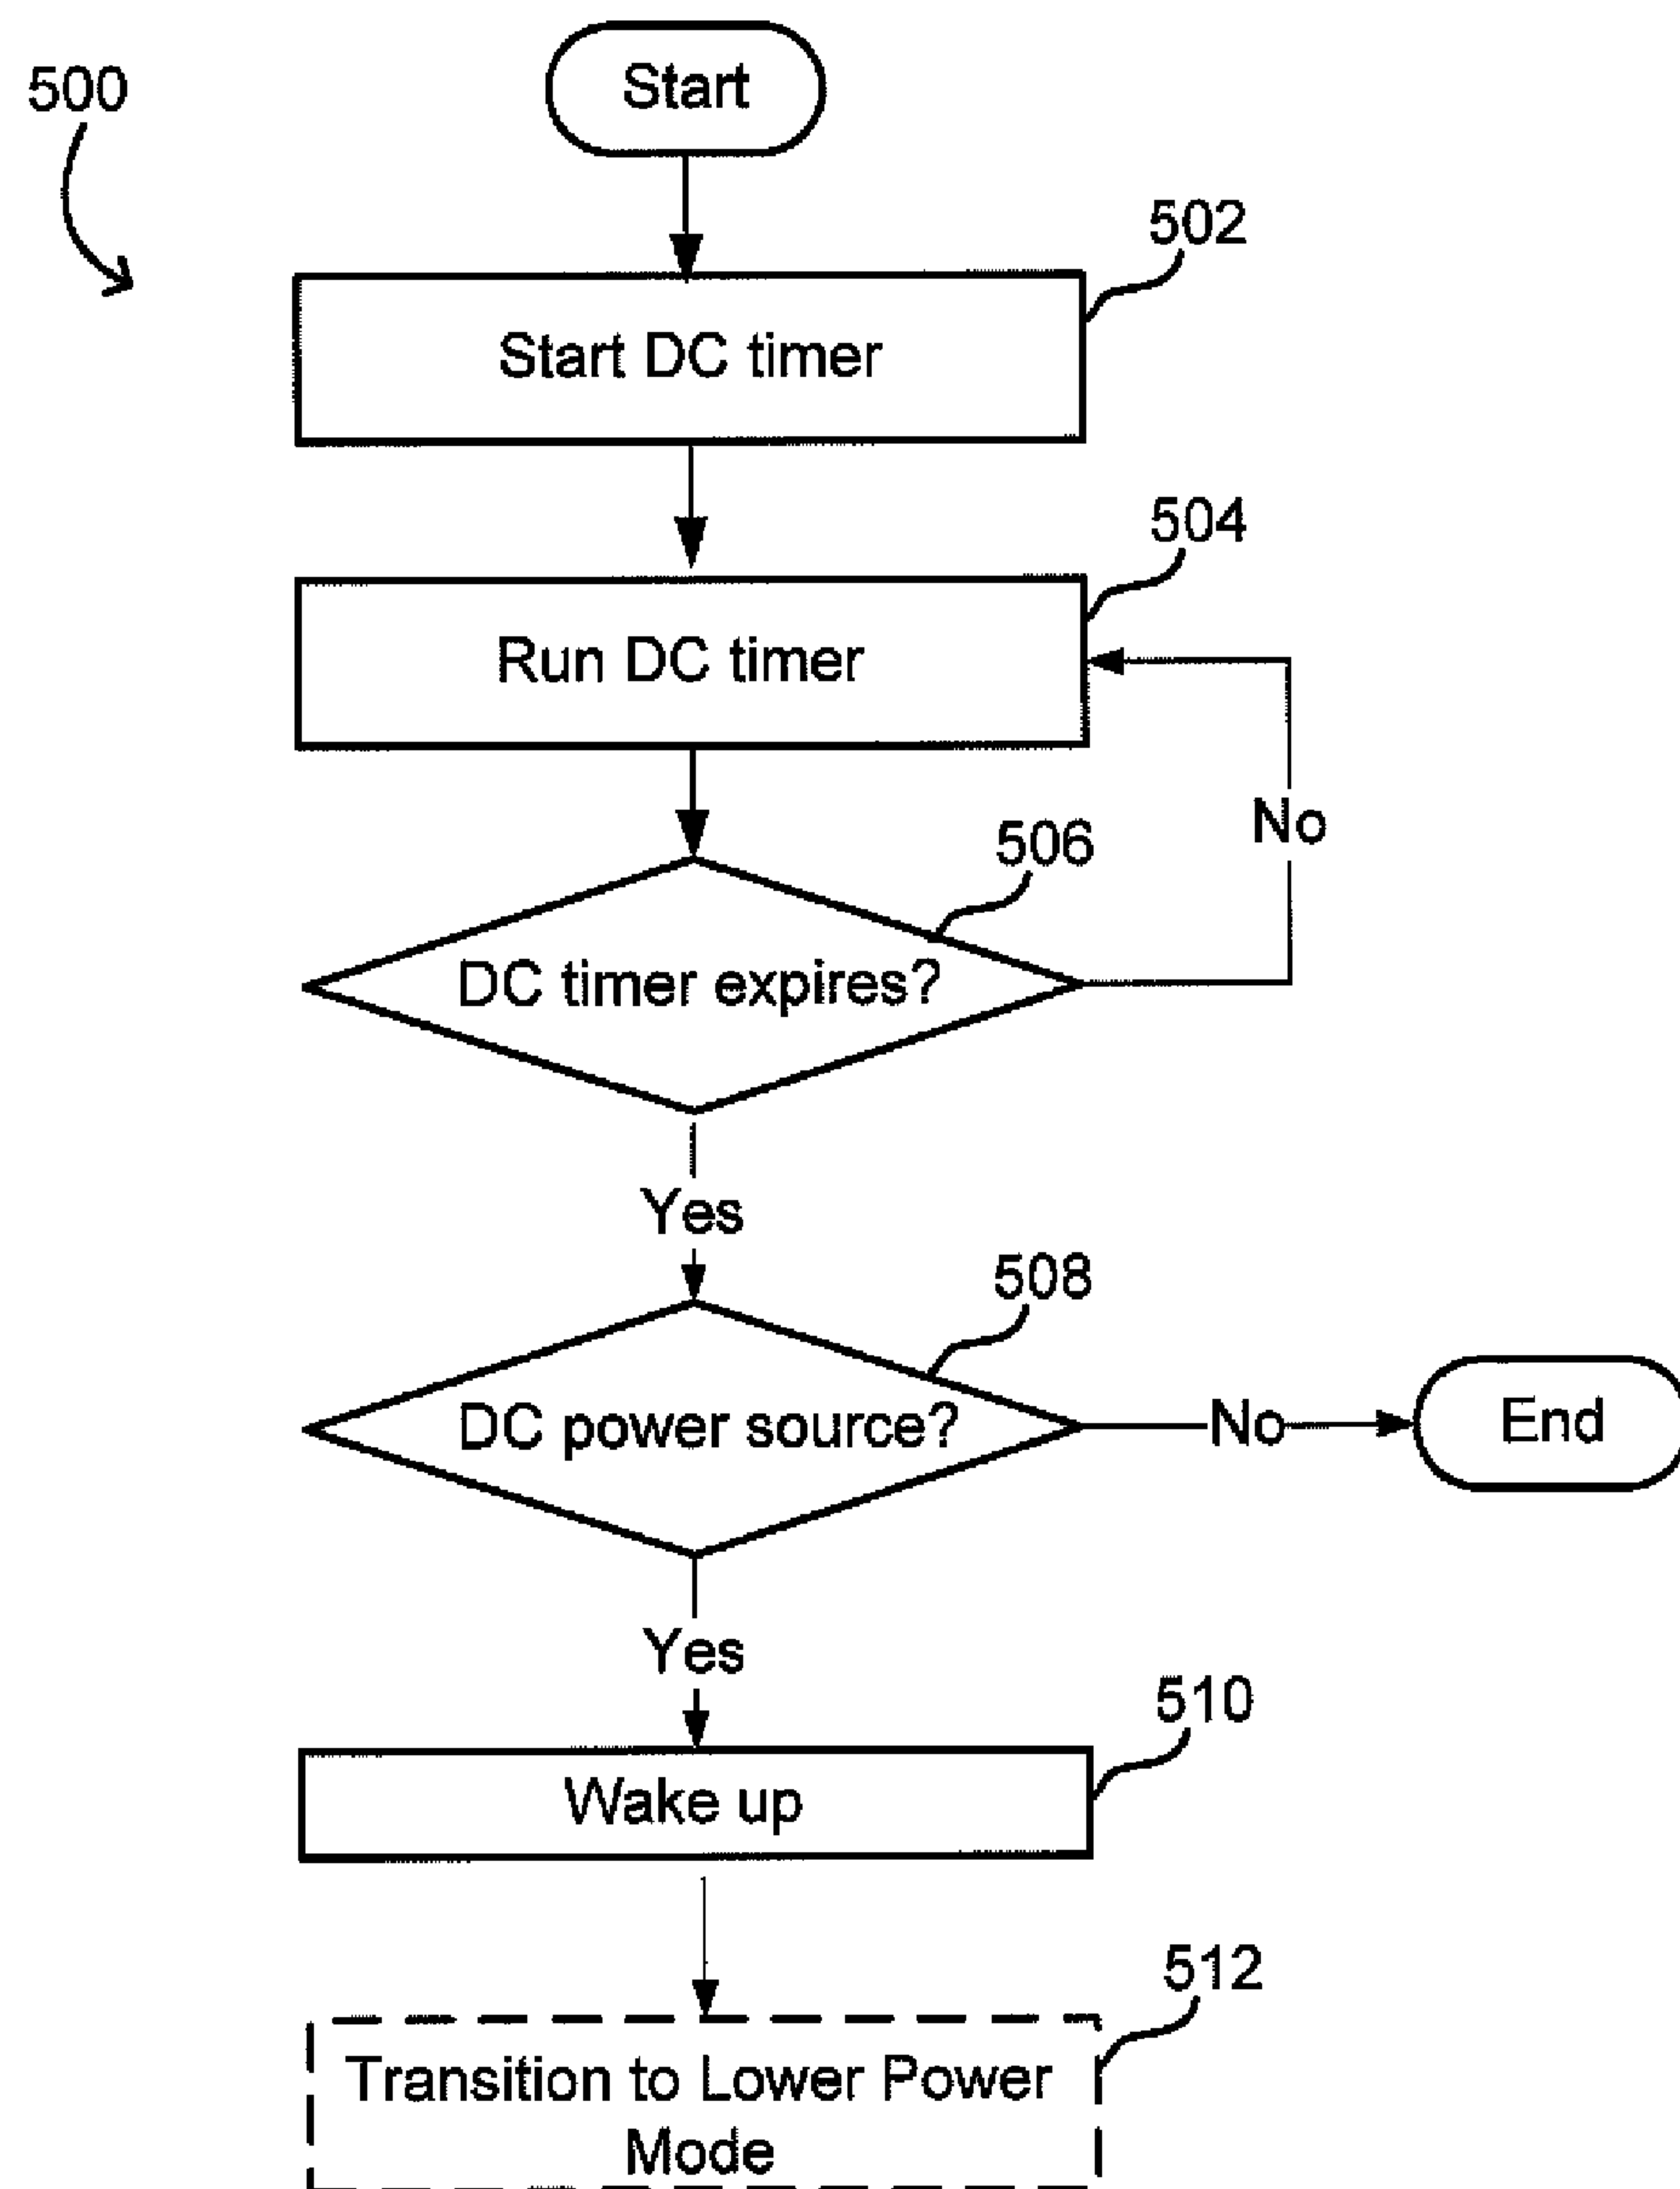 Start
500
502
Start DC timer
504
Run DC timer
No
506
DC timer expires?
Yes
508
DC power source?
No
End
Yes
510
Wake up
512
Transition to Lower Power
Mode